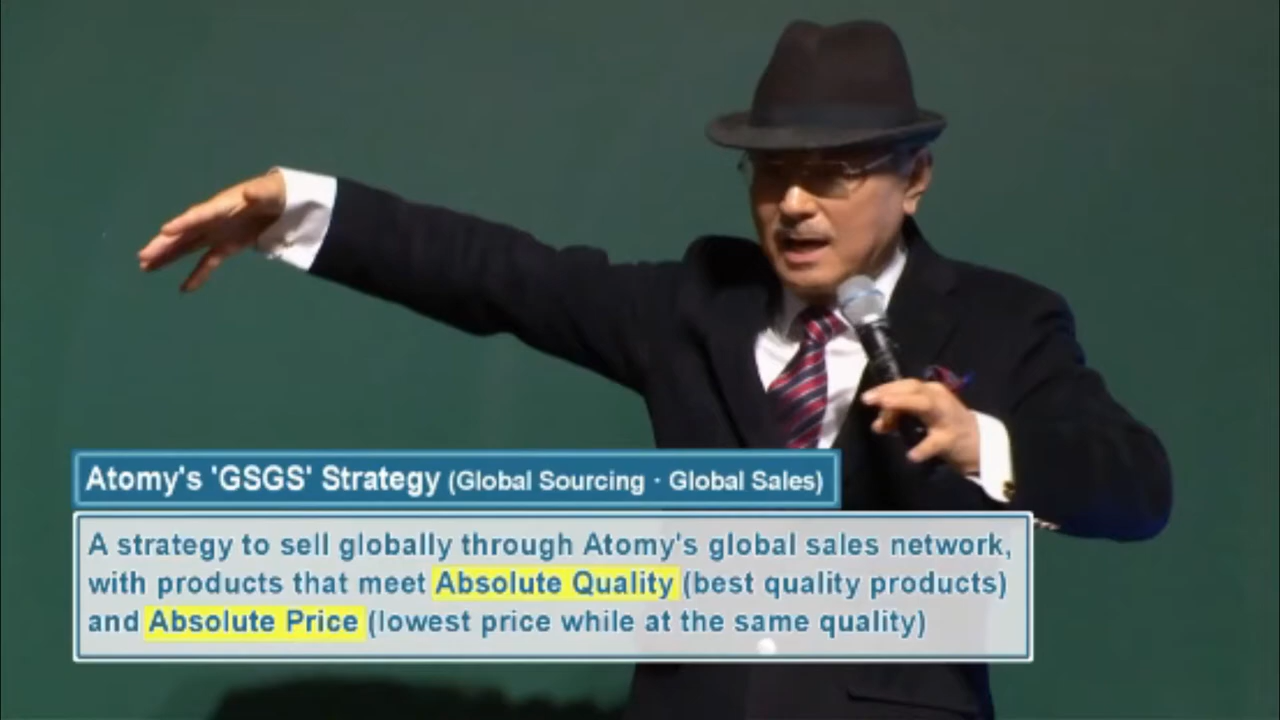 Atomy's 'GSGS' Strategy (Global Sourcing · Global Sales)
A strategy to sell globally through Atomy's global sales network,
with products that meet Absolute Quality (best quality products)
and Absolute Price (lowest price while at the same quality)